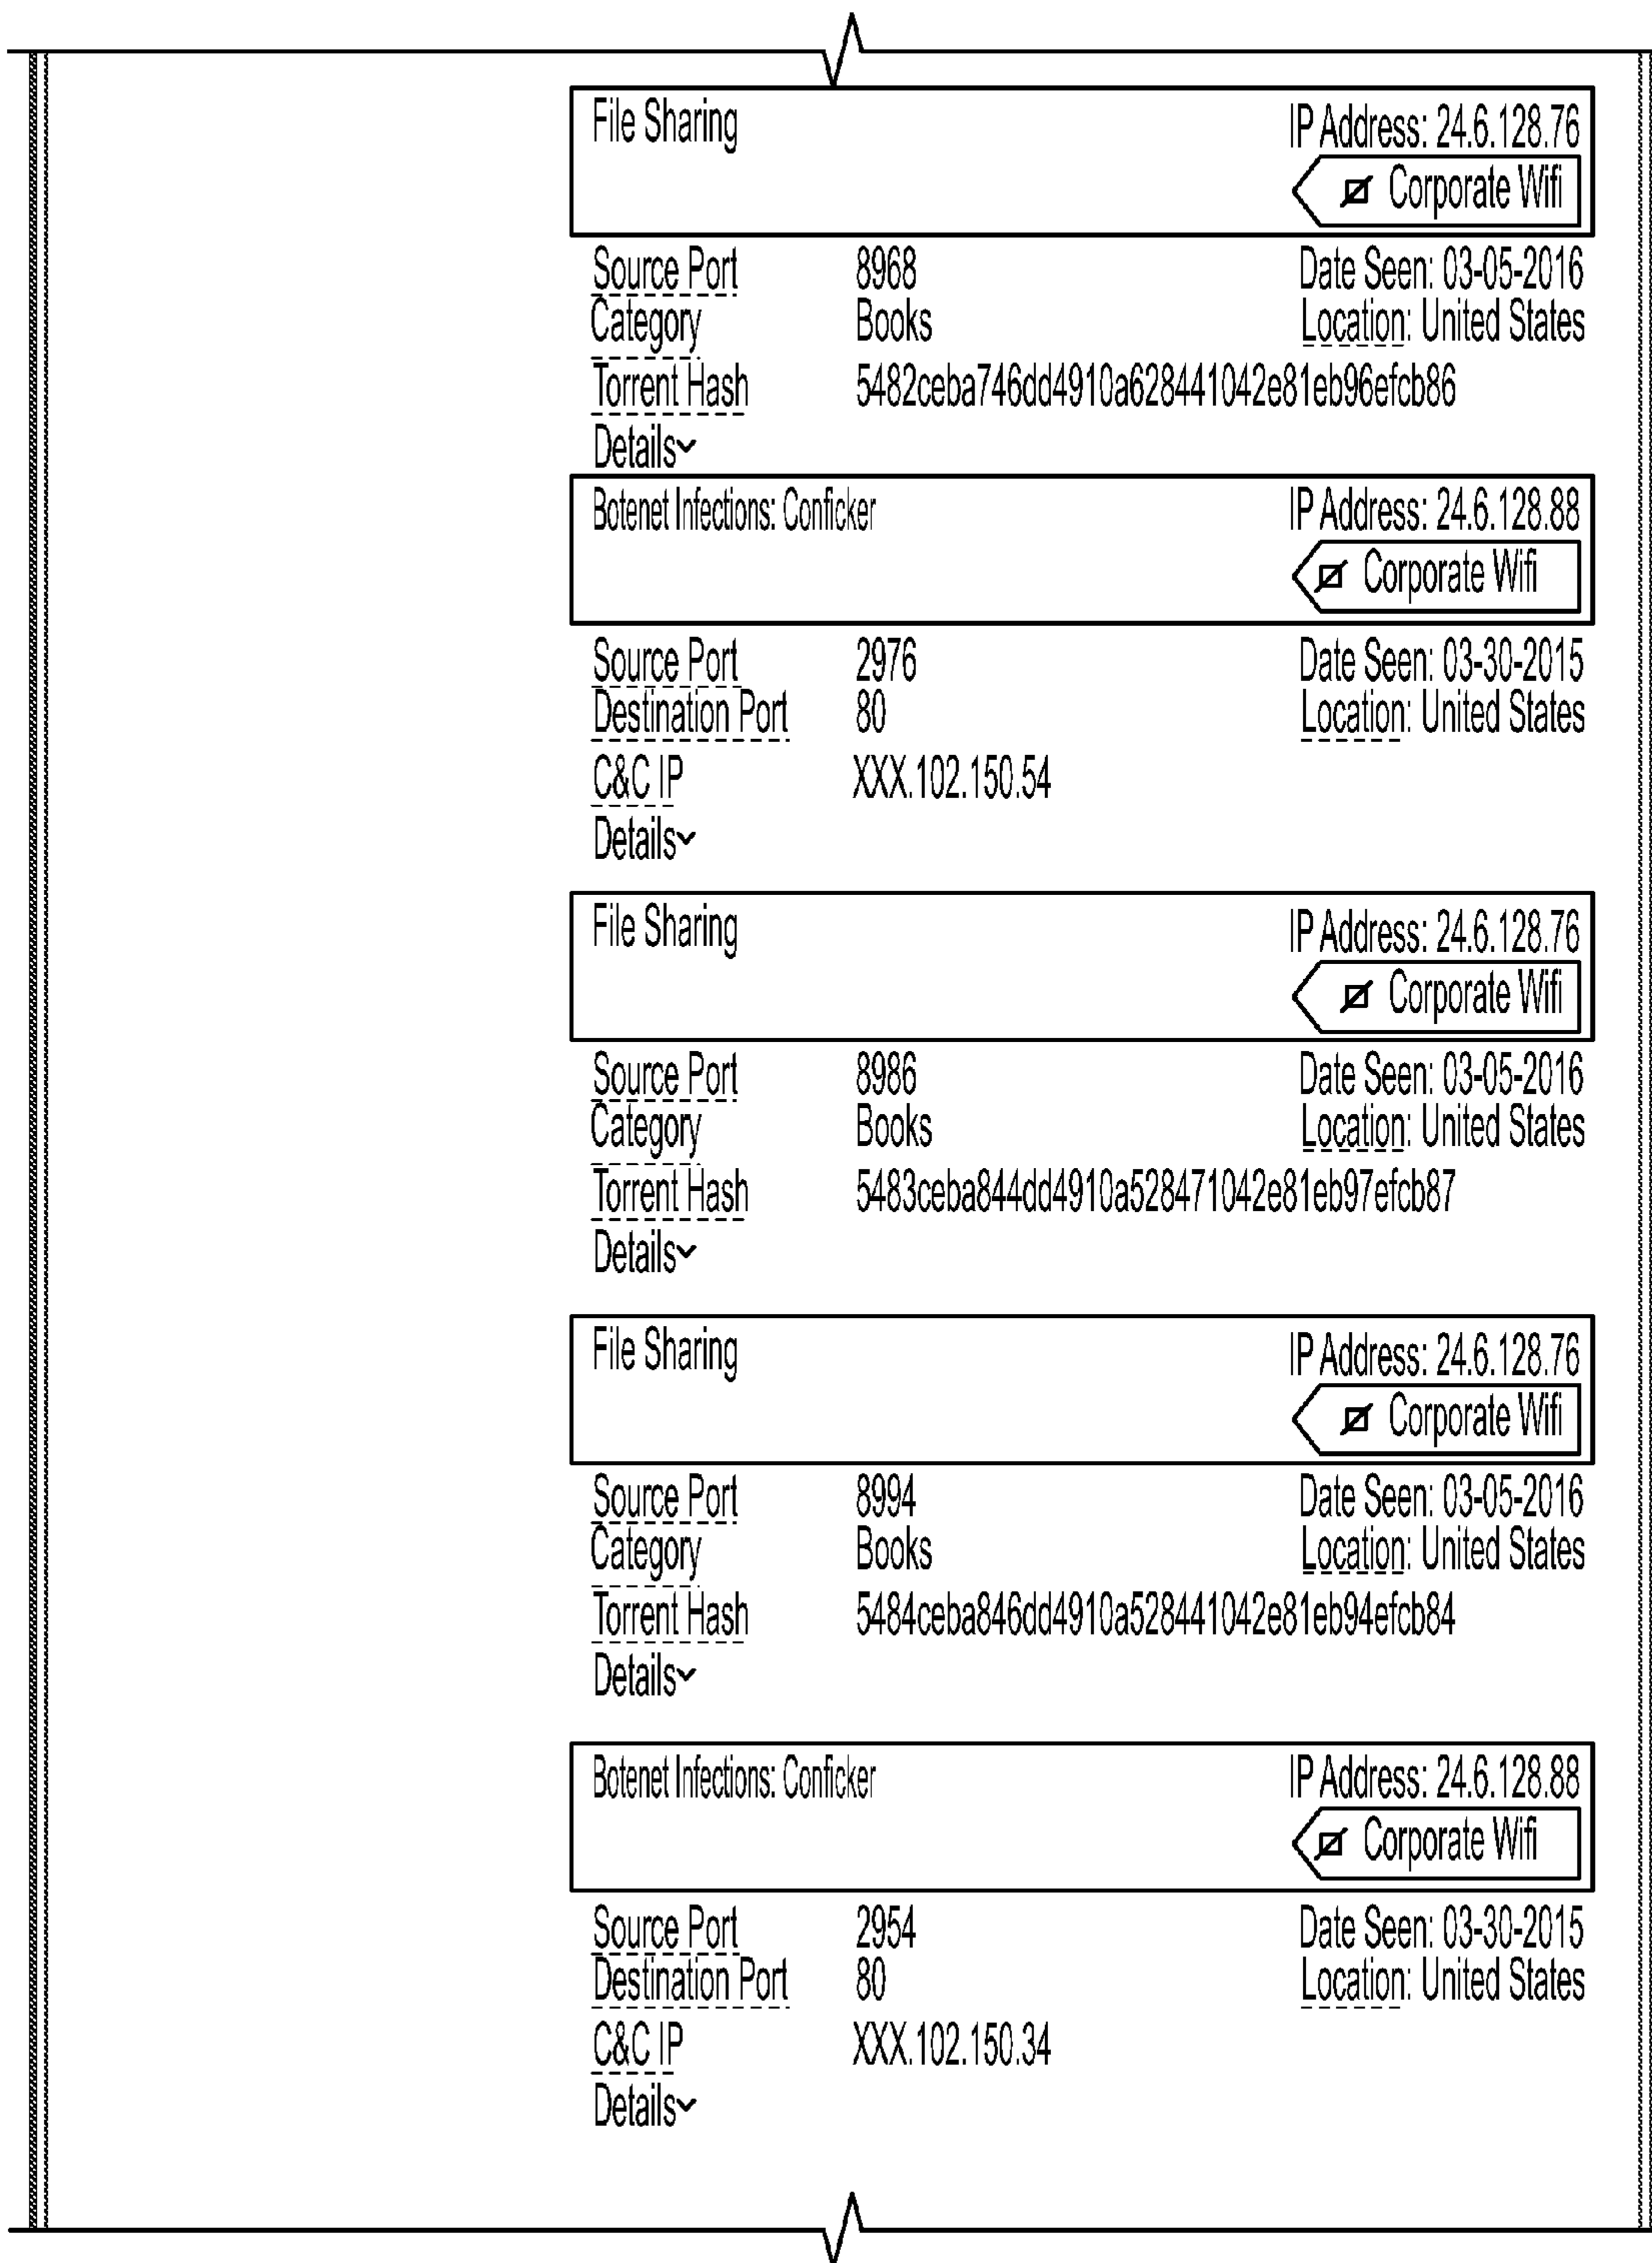 File Sharing IP Address: 24.6.128.76
Corporate Wifi
Source Port 8968 Date Seen: 03-05-2016
Category Books Location: United States
Torrent Hash 5482ceba746dd4910a628441042e81eb96efcb86
Details
Botenet Infections: Conficker IP Address: 24.6.128.88
Corporate Wifi
Source Port 2976 Date Seen: 03-30-2015
Destination Port 80 Location: United States
C&C IP XXX.102.150.54
Details
File Sharing IP Address: 24.6.128.76
Corporate Wifi
Source Port 8986 Date Seen: 03-05-2016
Category Books Location: United States
Torrent Hash 5483ceba844dd4910a528471042e81eb97efcb87
Details
File Sharing IP Address: 24.6.128.76
Corporate Wifi
Source Port 8994 Date Seen: 03-05-2016
Category Books Location: United States
Torrent Hash 5484ceba846dd4910a528441042e81eb94efcb84
Details
Botenet Infections: Conficker IP Address: 24.6.128.88
Corporate Wifi
Source Port 2954 Date Seen: 03-30-2015
Destination Port 80 Location: United States
C&C IP XXX.102.150.34
Details